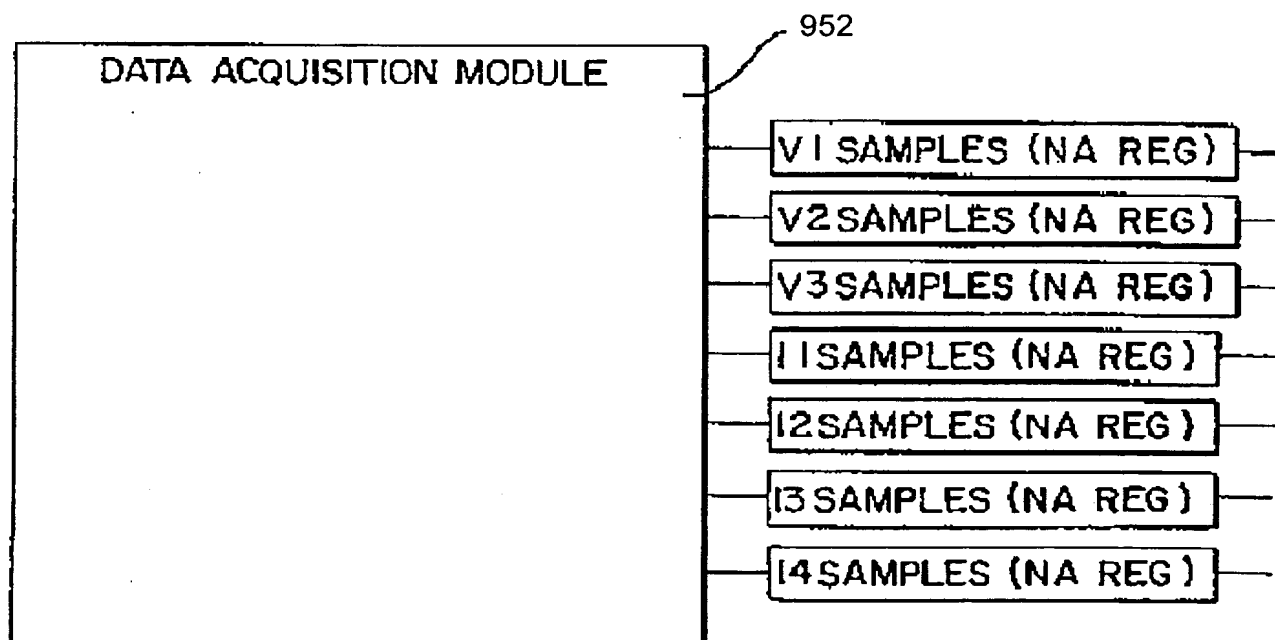 952
DATA ACQUISITION MODULE
V1 SAMPLES (NA REG)
V2 SAMPLES (NA REG)
V3 SAMPLES (NA REG)
I1 SAMPLES (NA REG)
I2 SAMPLES (NA REG)
I3 SAMPLES (NA REG)
I4 SAMPLES (NA REG)